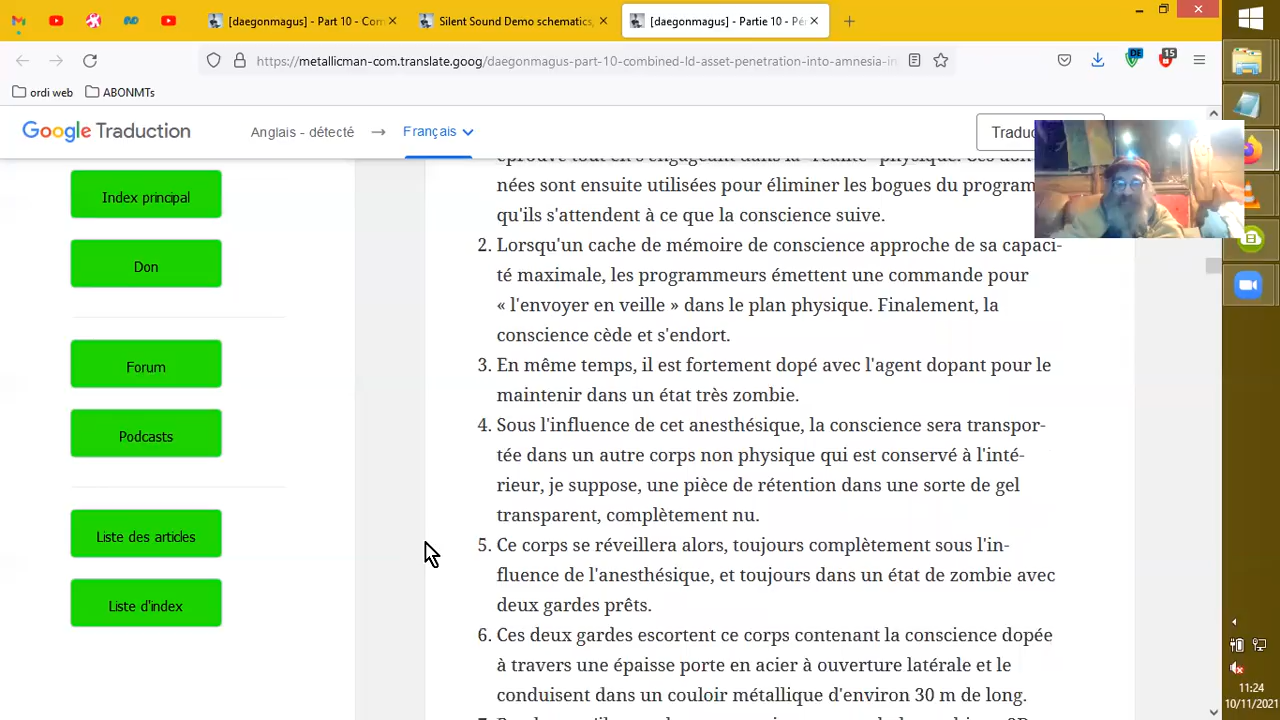 [daegonmagus] - Part 10 - Com
Silent Sound Demo schematics,
[daegonmagus] - Partie 10 - Pé
https://metallicman-com.translate.goog/daegonmagus-part-10-combined-ld-asset-penetration-into-amnesia-in
DE
15
ordi web
ABONMTs
Google Traduction
Anglais - détecté
Français
Tradu
Index principal
Don
Forum
Podcasts
Liste des articles
Liste d'index
nées sont ensuite utilisées pour éliminer les bogues du program
qu'ils s'attendent à ce que la conscience suive.
2. Lorsqu'un cache de mémoire de conscience approche de sa capaci-
té maximale, les programmeurs émettent une commande pour
« l'envoyer en veille » dans le plan physique. Finalement, la
conscience cède et s'endort.
3. En même temps, il est fortement dopé avec l'agent dopant pour le
maintenir dans un état très zombie.
4. Sous l'influence de cet anesthésique, la conscience sera transpor-
tée dans un autre corps non physique qui est conservé à l'inté-
rieur, je suppose, une pièce de rétention dans une sorte de gel
transparent, complètement nu.
5. Ce corps se réveillera alors, toujours complètement sous l'in-
fluence de l'anesthésique, et toujours dans un état de zombie avec
deux gardes prêts.
6. Ces deux gardes escortent ce corps contenant la conscience dopée
à travers une épaisse porte en acier à ouverture latérale et le
conduisent dans un couloir métallique d'environ 30 m de long.
11:24
10/11/2021